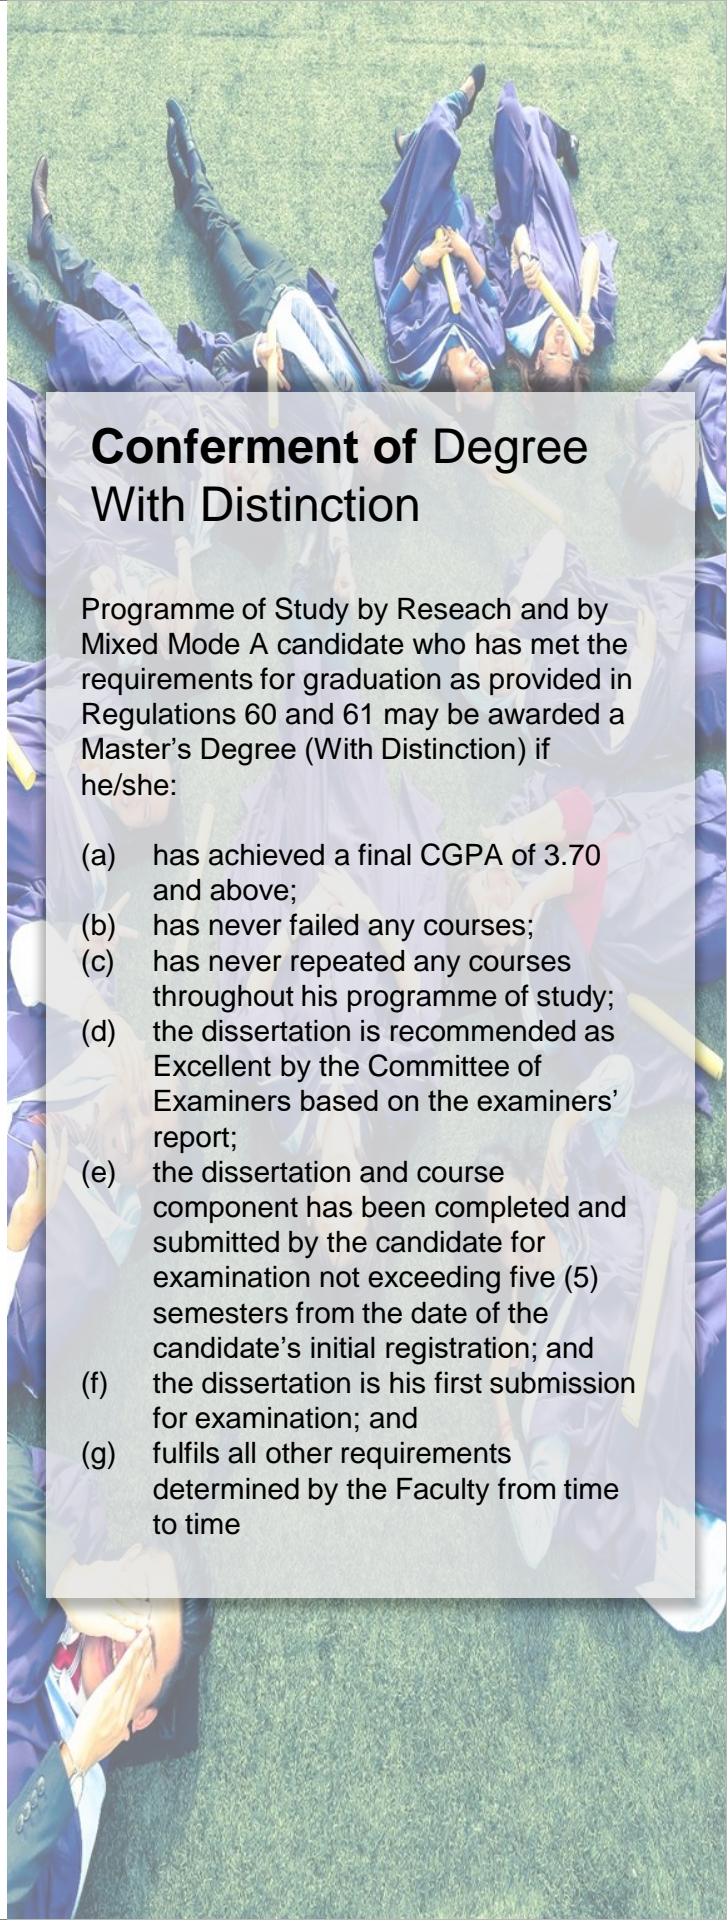 Conferment of Degree
With Distinction
Programme of Study by Reseach and by
Mixed Mode A candidate who has met the
requirements for graduation as provided in
Regulations 60 and 61 may be awarded a
Master’s Degree (With Distinction) if
he/she:
(a) has achieved a final CGPA of 3.70
and above;
(b) has never failed any courses;
(c) has never repeated any courses
throughout his programme of study;
(d) the dissertation is recommended as
Excellent by the Committee of
Examiners based on the examiners’
report;
(e) the dissertation and course
component has been completed and
submitted by the candidate for
examination not exceeding five (5)
semesters from the date of the
candidate’s initial registration; and
(f) the dissertation is his first submission
for examination; and
(g) fulfils all other requirements
determined by the Faculty from time
to time